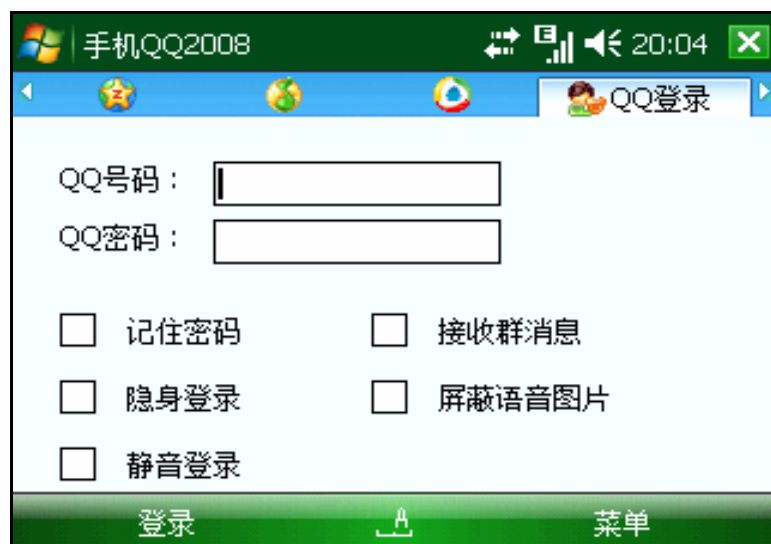 手机QQ2008 E 20:04
QQ登录
QQ号码：
QQ密码：
记住密码 接收群消息
隐身登录 屏蔽语音图片
静音登录
登录 A 菜单